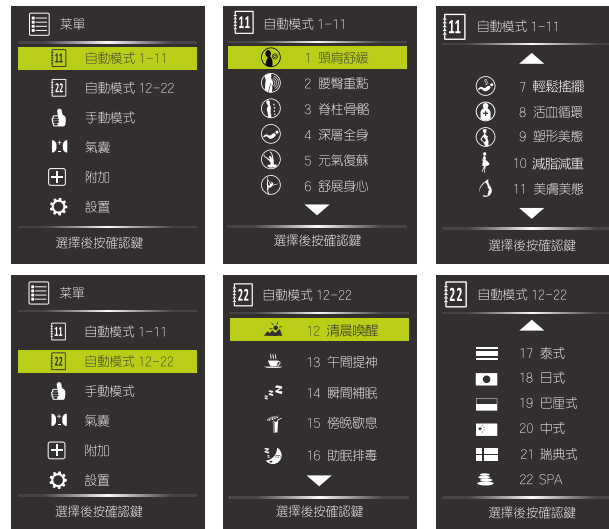 菜單
11 自動模式 1-11
22 自動模式 12-22
手動模式
氣囊
附加
設置
選擇後按確認鍵
11 自動模式 1-11
1 頸肩舒緩
2 腰臀重點
3 脊柱骨骼
4 深層全身
5 元氣復蘇
6 舒展身心
選擇後按確認鍵
11 自動模式 1-11
7 輕鬆搖擺
8 活血循環
9 塑形美態
10 減脂減重
11 美膚美態
選擇後按確認鍵
菜單
11 自動模式 1-11
22 自動模式 12-22
手動模式
氣囊
附加
設置
選擇後按確認鍵
22 自動模式 12-22
12 清晨喚醒
13 午間提神
14 瞬間補眠
15 傍晚歇息
16 助眠排毒
選擇後按確認鍵
22 自動模式 12-22
17 泰式
18 日式
19 巴厘式
20 中式
21 瑞典式
22 SPA
選擇後按確認鍵